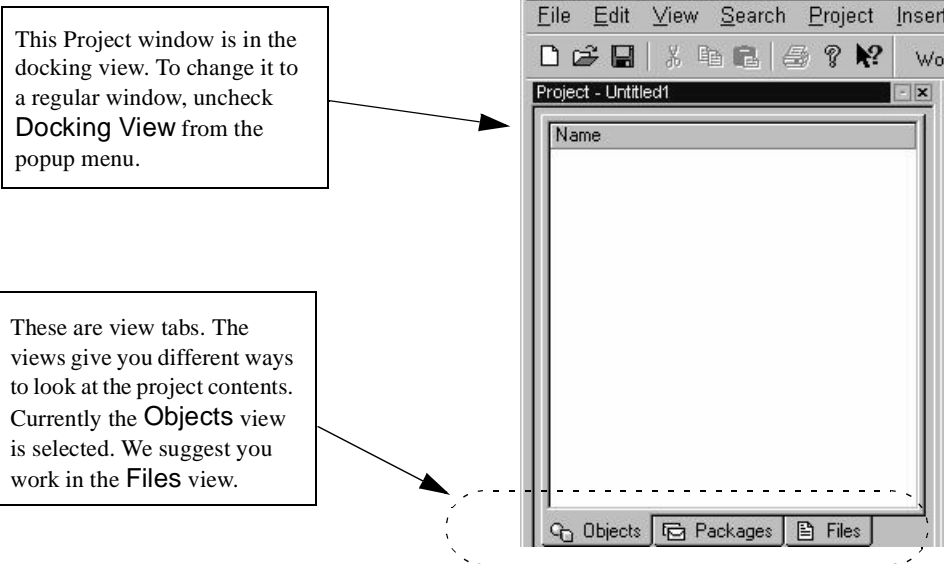 This Project window is in the
docking view. To change it to
a regular window, uncheck
Docking View from the
popup menu.
File Edit View Search Project Insert
Wo
Project - Untitled1
Name
These are view tabs. The
views give you different ways
to look at the project contents.
Currently the Objects view
is selected. We suggest you
work in the Files view.
Objects Packages Files